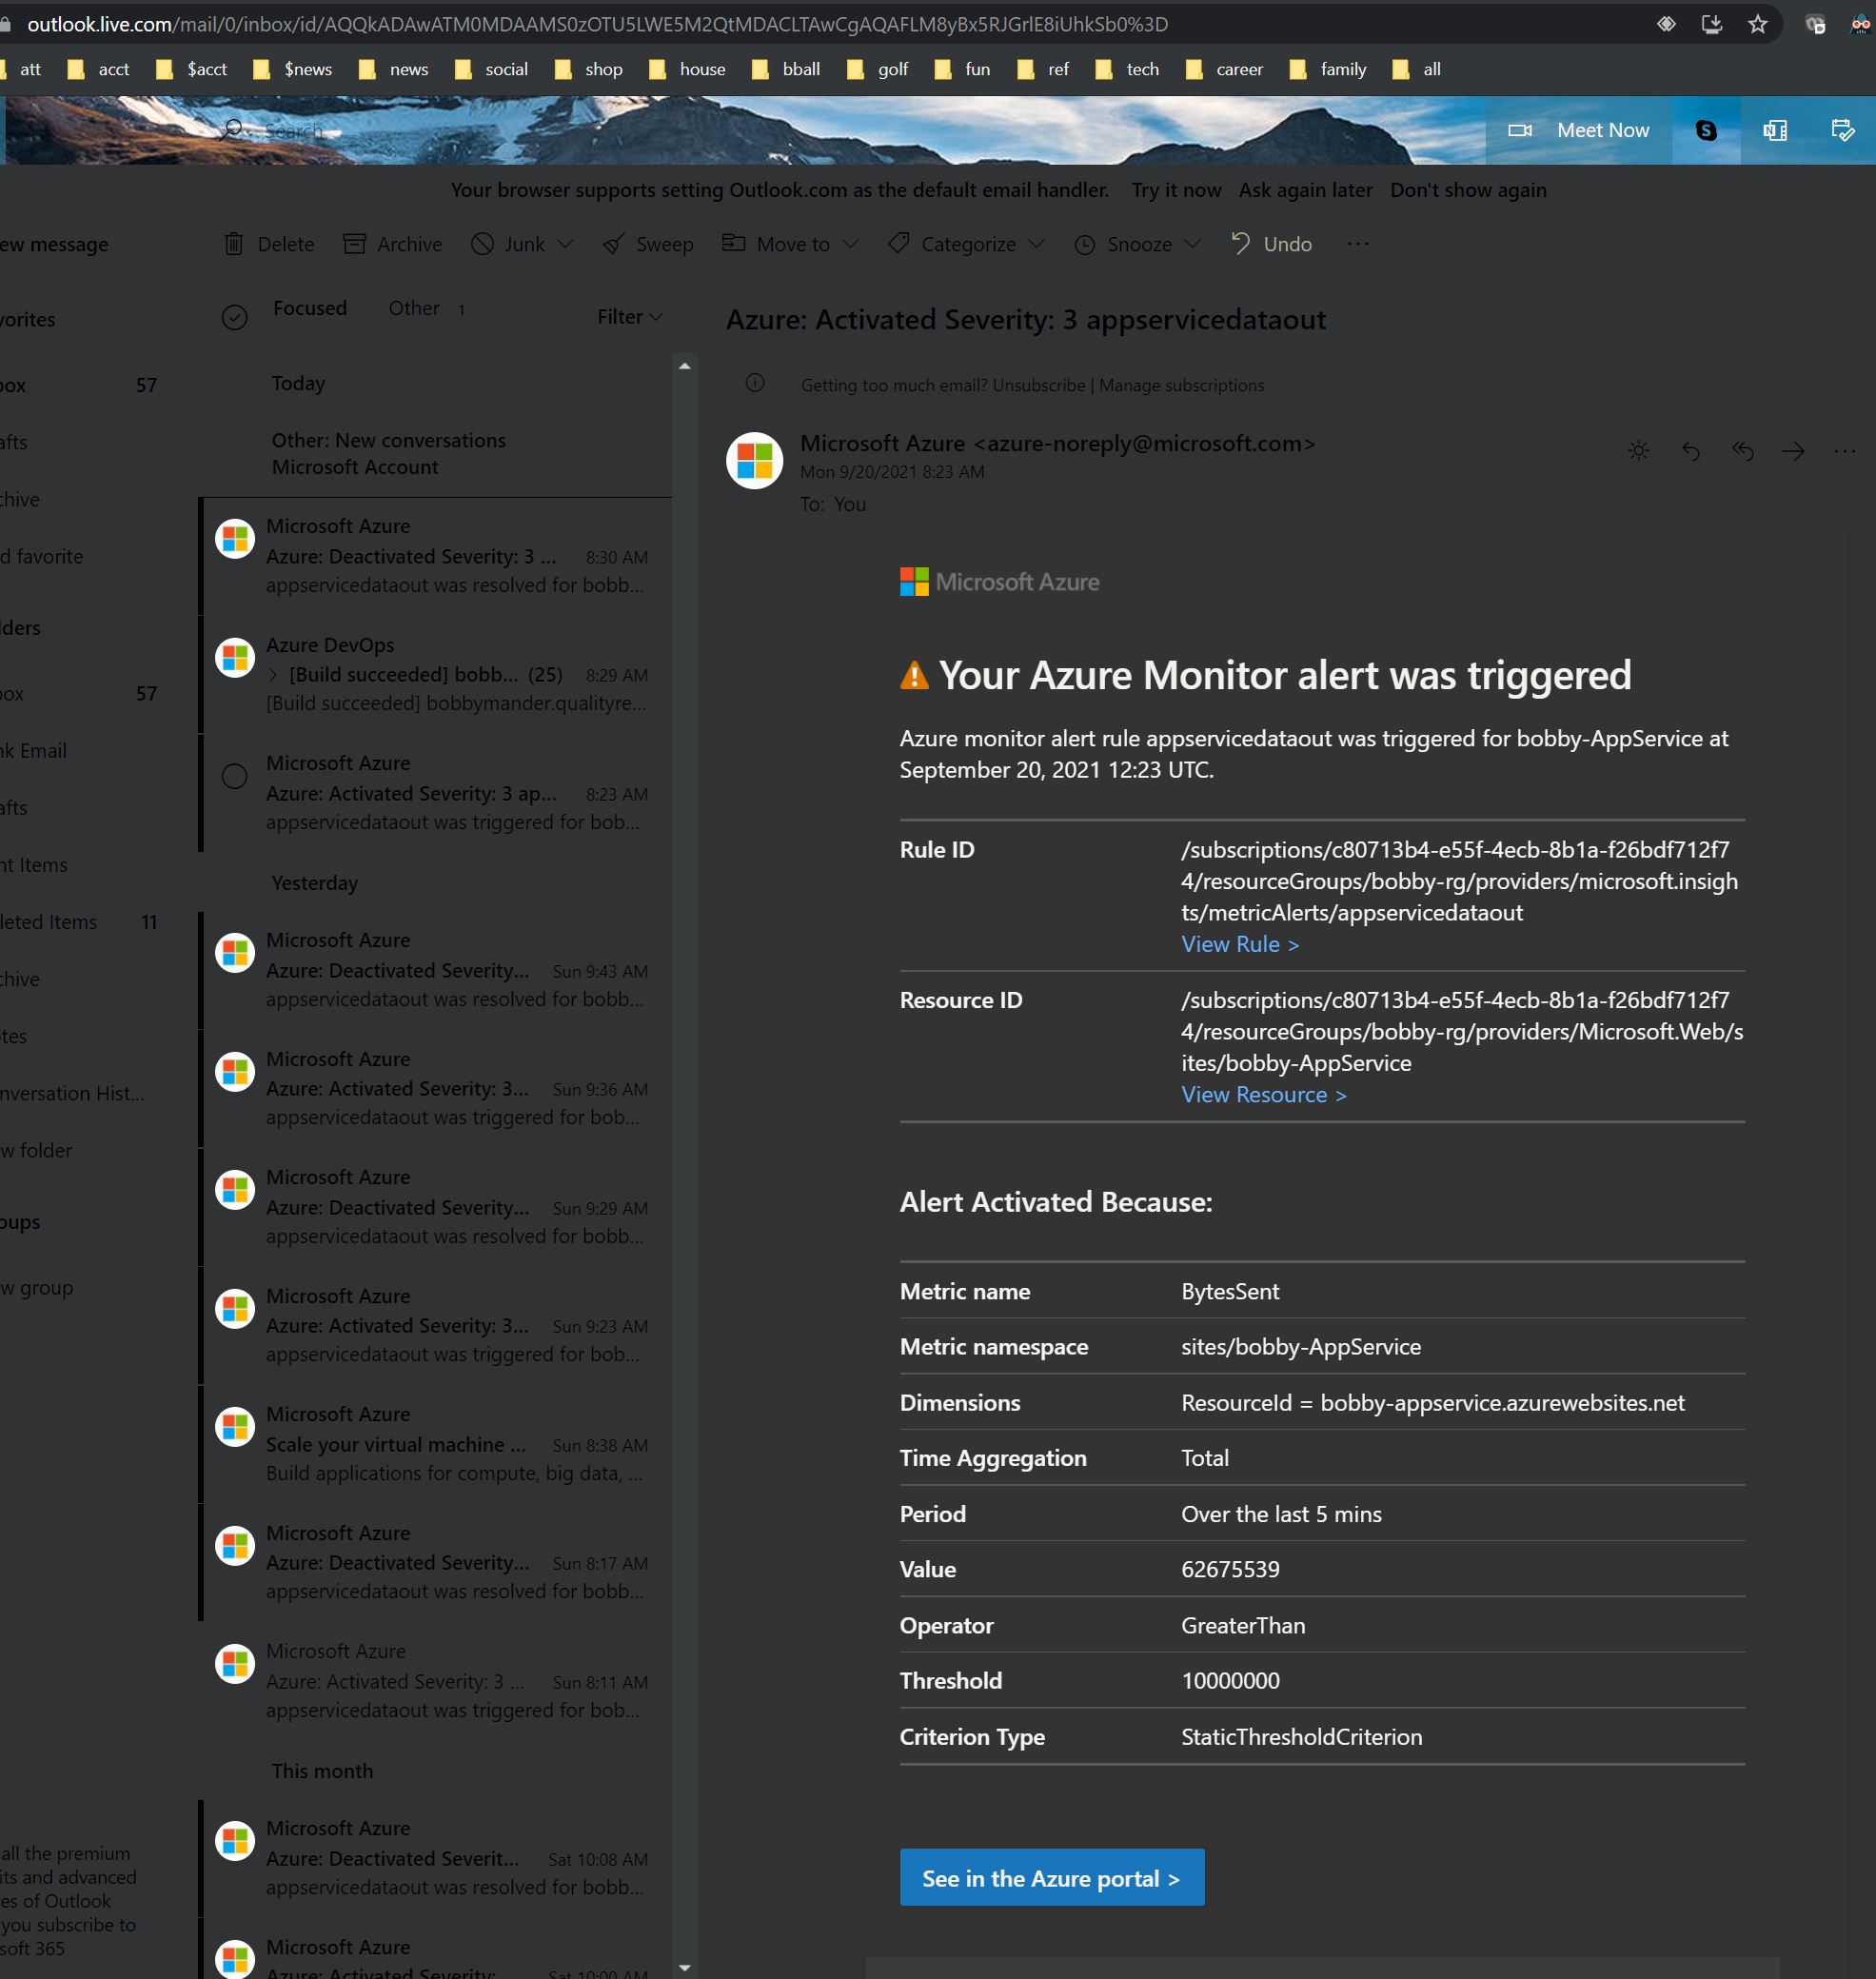 outlook.live.com/mail/0/inbox/id/AQQkADAwATM0MDAAMS0zOTU5LWE5M2QtMDACLTAwCgAQAFLM8yBx5RJGrlE8iUhkSb0%3D
att acct $acct $news news social shop house bball golf fun ref tech career family all
Search
Meet Now
Your browser supports setting Outlook.com as the default email handler. Try it now Ask again later Don't show again
ew message
Delete Archive Junk Sweep Move to Categorize Snooze Undo ...
vorites
box 57
afts
chive
d favorite
lders
box 57
nk Email
afts
nt Items
leted Items 11
chive
otes
onversation Hist...
w folder
oups
w group
all the premium
its and advanced
es of Outlook
you subscribe to
soft 365
Focused Other 1 Filter
Today
Other: New conversations
Microsoft Account
Microsoft Azure
Azure: Deactivated Severity: 3 ... 8:30 AM
appservicedataout was resolved for bobb...
Azure DevOps
> [Build succeeded] bobb... (25) 8:29 AM
[Build succeeded] bobbymander.qualityre...
Microsoft Azure
Azure: Activated Severity: 3 ap... 8:23 AM
appservicedataout was triggered for bob...
Yesterday
Microsoft Azure
Azure: Deactivated Severity... Sun 9:43 AM
appservicedataout was resolved for bobb...
Microsoft Azure
Azure: Activated Severity: 3... Sun 9:36 AM
appservicedataout was triggered for bob...
Microsoft Azure
Azure: Deactivated Severity... Sun 9:29 AM
appservicedataout was resolved for bobb...
Microsoft Azure
Azure: Activated Severity: 3... Sun 9:23 AM
appservicedataout was triggered for bob...
Microsoft Azure
Scale your virtual machine ... Sun 8:38 AM
Build applications for compute, big data, ...
Microsoft Azure
Azure: Deactivated Severity... Sun 8:17 AM
appservicedataout was resolved for bobb...
Microsoft Azure
Azure: Activated Severity: 3 ... Sun 8:11 AM
appservicedataout was triggered for bob...
This month
Microsoft Azure
Azure: Deactivated Severit... Sat 10:08 AM
appservicedataout was resolved for bobb...
Microsoft Azure
Azure: Activated Severity: Sat 10:00 AM
Azure: Activated Severity: 3 appservicedataout
Getting too much email? Unsubscribe | Manage subscriptions
Microsoft Azure <azure-noreply@microsoft.com>
Mon 9/20/2021 8:23 AM
To: You
Microsoft Azure
Your Azure Monitor alert was triggered
Azure monitor alert rule appservicedataout was triggered for bobby-AppService at
September 20, 2021 12:23 UTC.
Rule ID /subscriptions/c80713b4-e55f-4ecb-8b1a-f26bdf712f7
4/resourceGroups/bobby-rg/providers/microsoft.insigh
ts/metricAlerts/appservicedataout
View Rule >
Resource ID /subscriptions/c80713b4-e55f-4ecb-8b1a-f26bdf712f7
4/resourceGroups/bobby-rg/providers/Microsoft.Web/s
ites/bobby-AppService
View Resource >
Alert Activated Because:
Metric name BytesSent
Metric namespace sites/bobby-AppService
Dimensions ResourceId = bobby-appservice.azurewebsites.net
Time Aggregation Total
Period Over the last 5 mins
Value 62675539
Operator GreaterThan
Threshold 10000000
Criterion Type StaticThresholdCriterion
See in the Azure portal >